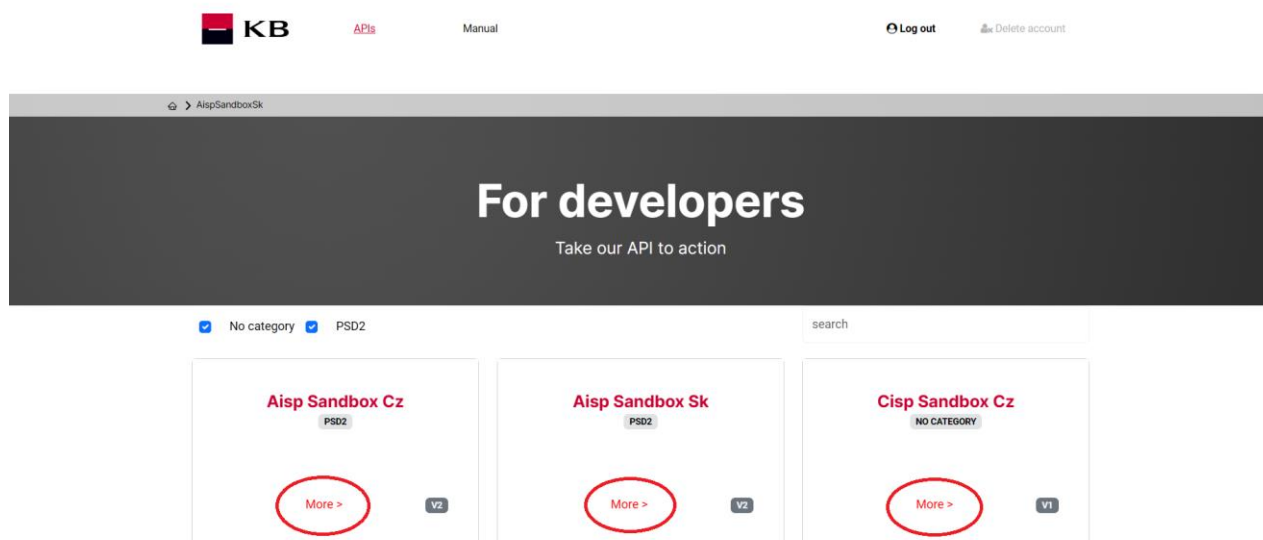 KB APIs Manual Log out Delete account
AispSandboxSk
For developers
Take our API to action
No category PSD2 search
Aisp Sandbox Cz Aisp Sandbox Sk Cisp Sandbox Cz
PSD2 PSD2 NO CATEGORY
More > V2 More > V2 More > V1